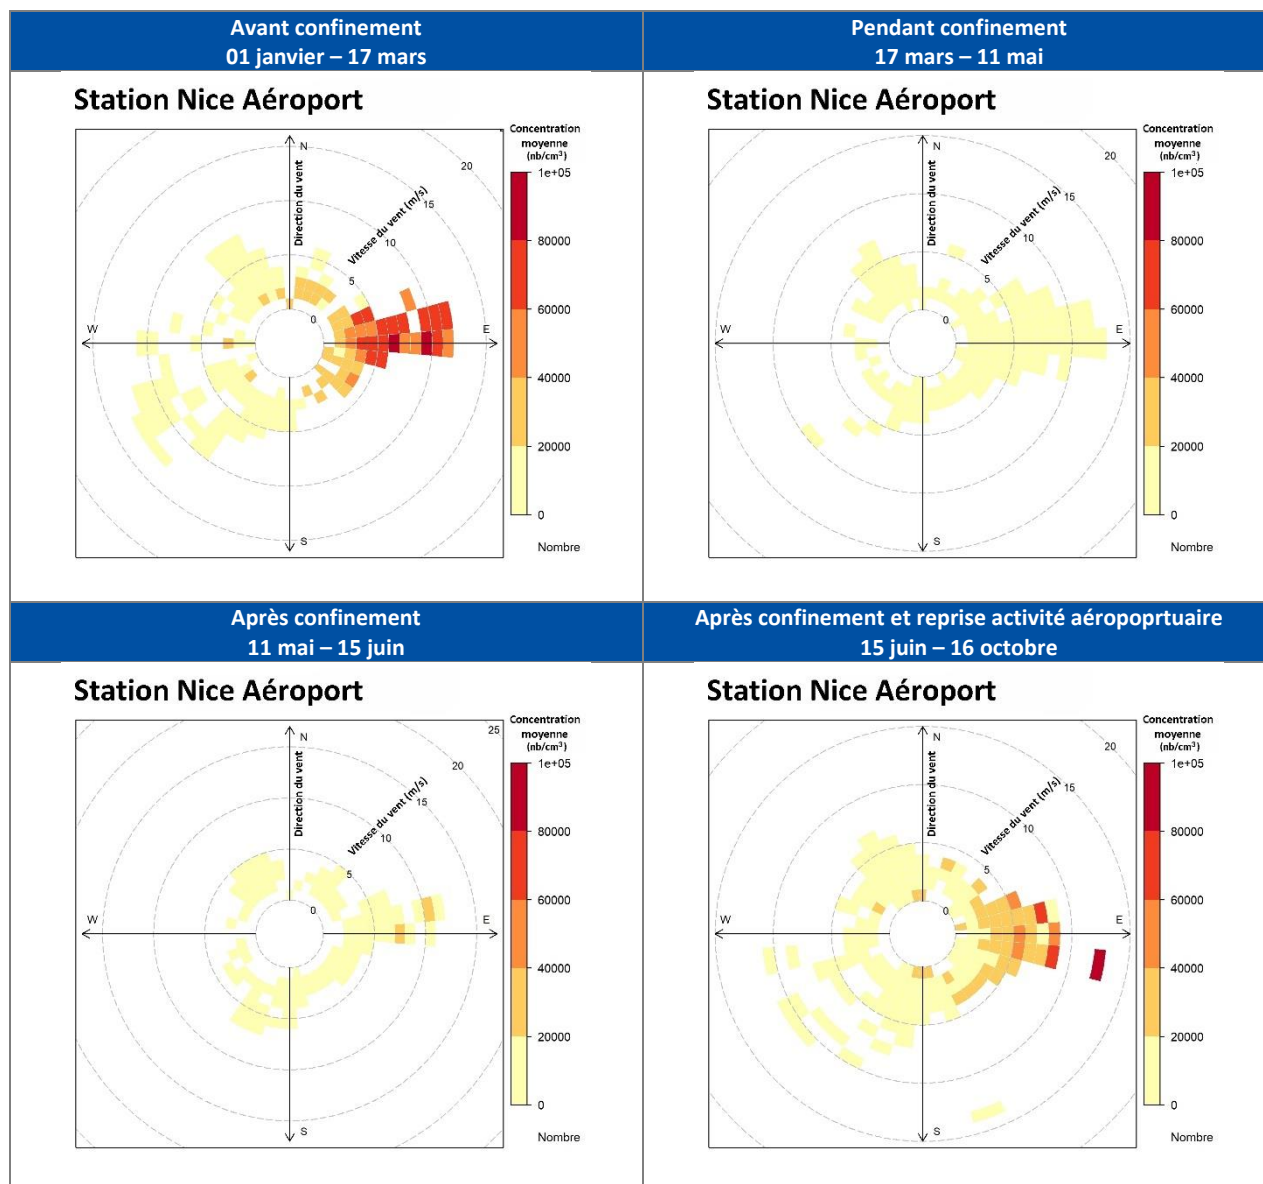 Avant confinement
01 janvier – 17 mars
Pendant confinement
17 mars – 11 mai
Station Nice Aéroport
Concentration
moyenne
(nb/cm³)
1e+05
80000
60000
40000
20000
0
Nombre
N
E
S
W
Direction du vent
Vitesse du vent (m/s)
0
5
10
15
20
Station Nice Aéroport
Concentration
moyenne
(nb/cm³)
1e+05
80000
60000
40000
20000
0
Nombre
N
E
S
W
Direction du vent
Vitesse du vent (m/s)
0
5
10
15
20
Après confinement
11 mai – 15 juin
Après confinement et reprise activité aéropoprtuaire
15 juin – 16 octobre
Station Nice Aéroport
Concentration
moyenne
(nb/cm³)
1e+05
80000
60000
40000
20000
0
Nombre
N
E
S
W
Direction du vent
Vitesse du vent (m/s)
0
5
10
15
20
25
Station Nice Aéroport
Concentration
moyenne
(nb/cm³)
1e+05
80000
60000
40000
20000
0
Nombre
N
E
S
W
Direction du vent
Vitesse du vent (m/s)
0
5
10
15
20